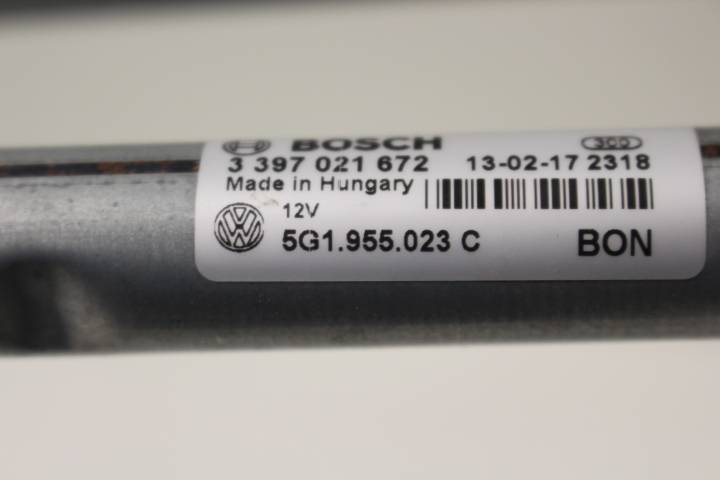 BOSCH
3 397 021 672 13-02-17 2318
Made in Hungary
12V
5G1.955.023 C BON